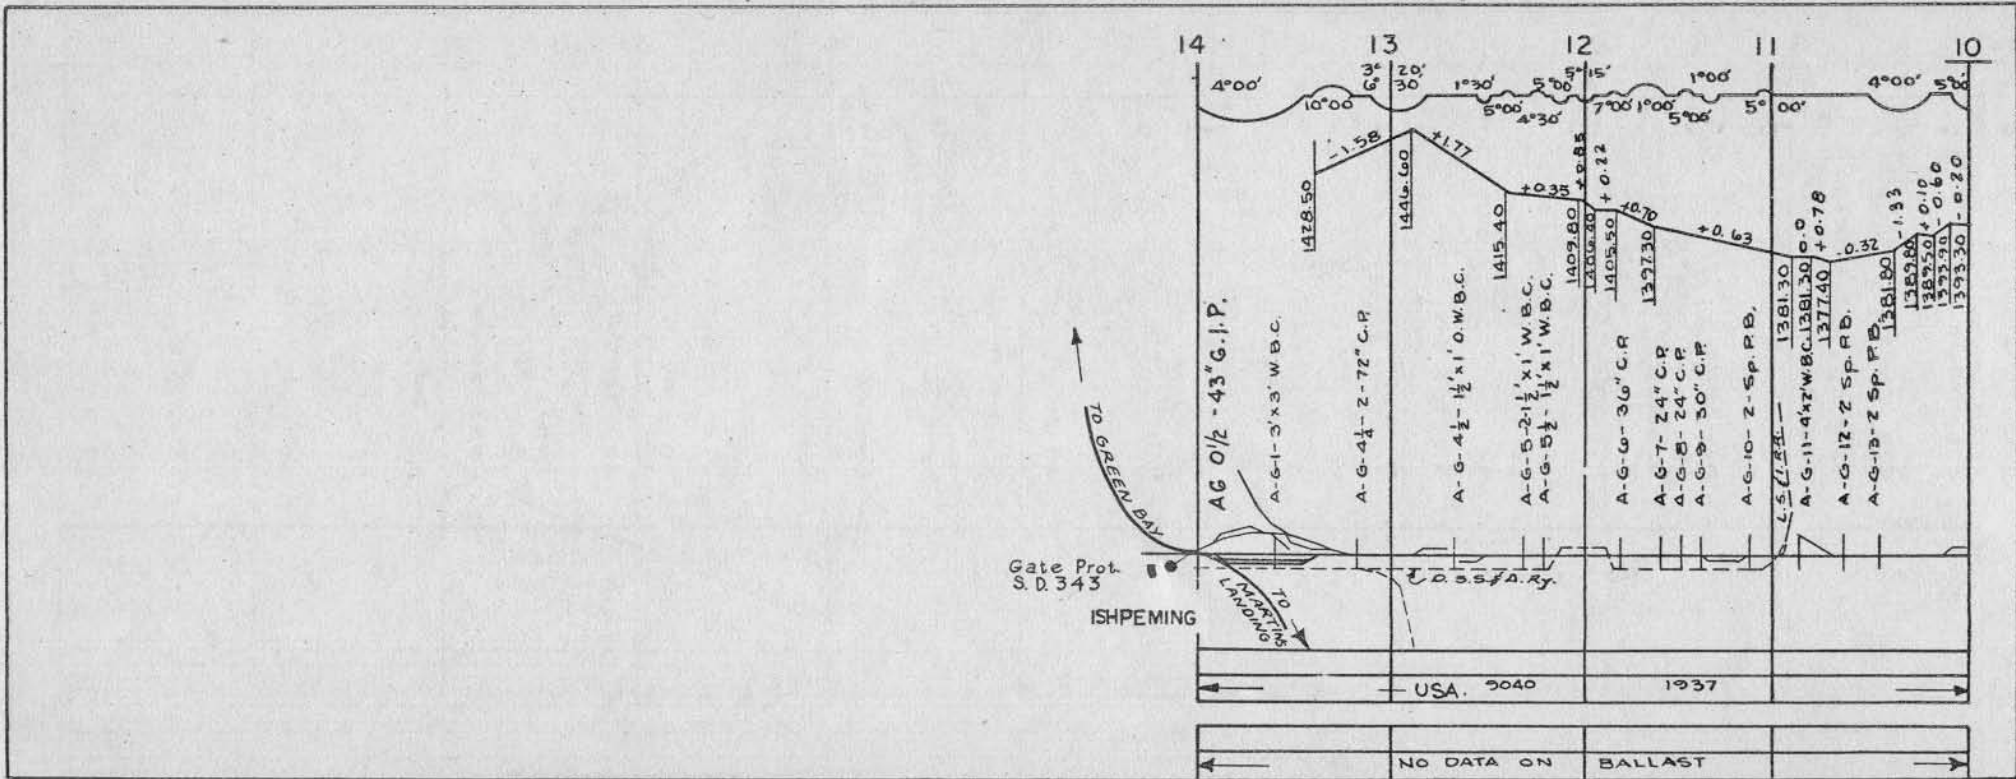 14 13 12 11 10
4°00'
10°00'
3° 20'
6° 30'
1°30'
5°00'
4°30'
5°00'
5° 15'
7°00'
1°00'
5°00'
1°00'
5° 00'
4°00'
5°00'
-1.58
+1.77
+0.35
+0.85
+0.22
+0.70
+0.63
0.0
+0.78
-0.32
-1.33
+0.10
-0.60
-0.20
1428.50
1446.60
1415.40
1409.80
1406.40
1405.50
1397.30
1381.30
1381.30
1377.40
1381.80
1389.80
1389.50
1393.90
1393.30
AG 0½ - 43" G.I.P.
A-G-1-3'x3' W.B.C.
A-G-4¼-2-72" C.P.
A-G-4½-1½'x1' O.W.B.C.
A-G-5-2-1½'x1' W.B.C.
A-G-5½-1½'x1' W.B.C.
A-G-6-36" C.P.
A-G-7-24" C.P.
A-G-8-24" C.P.
A-G-9-30" C.P.
A-G-10-2-Sp. P.B.
L.S. & I. RR.
A-G-11-4'x2' W.B.C.
A-G-12-2 Sp. P.B.
A-G-13-2 Sp. P.B.
TO GREEN BAY
Gate Prot.
S.D. 343
ISHPEMING
TO
MARTINS
LANDING
D.S.S. & A. Ry.
USA. 9040 1937
NO DATA ON BALLAST